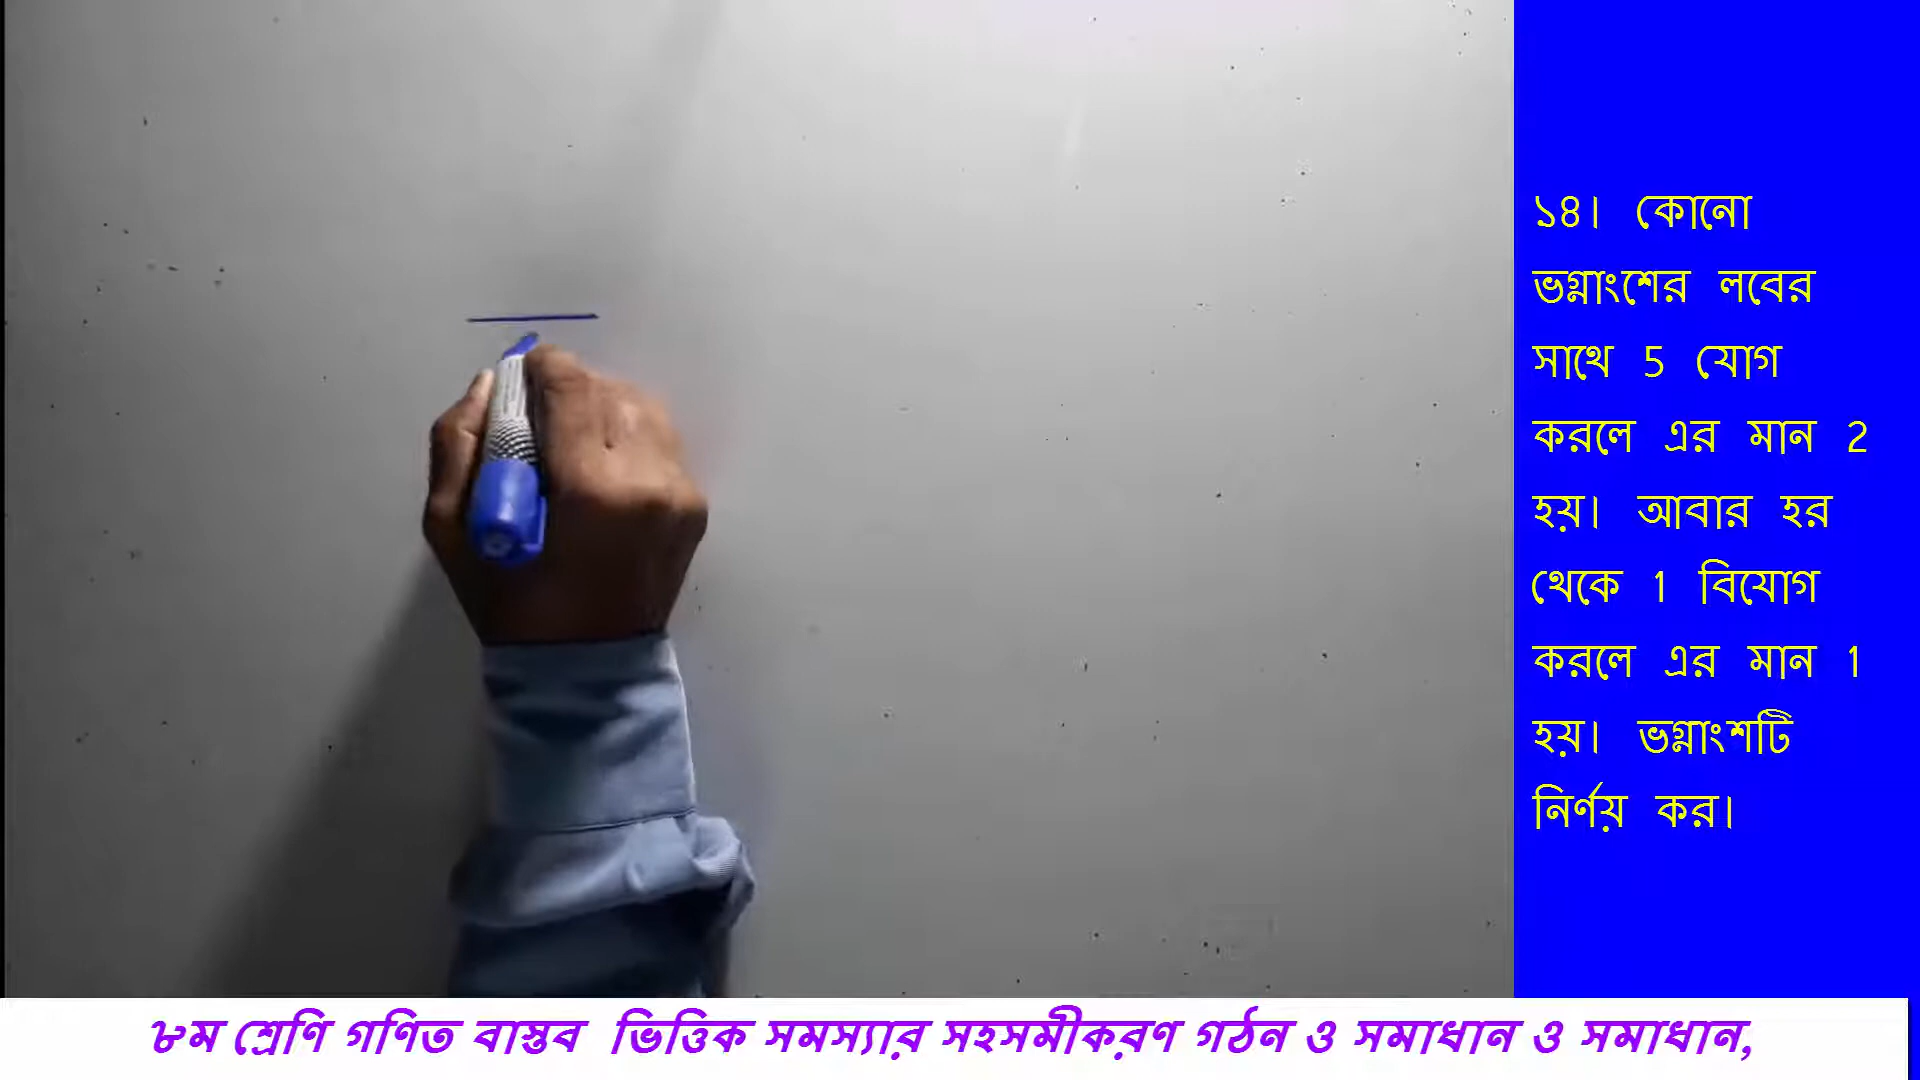 ১৪। কোনো
ভগ্নাংশের লবের
সাথে 5 যোগ
করলে এর মান 2
হয়। আবার হর
থেকে 1 বিযোগ
করলে এর মান 1
হয়। ভগ্নাংশটি
নির্ণয় কর।
৮ম শ্রেণি গণিত বাস্তব ভিত্তিক সমস্যার সহসমীকরণ গঠন ও সমাধান ও সমাধান,